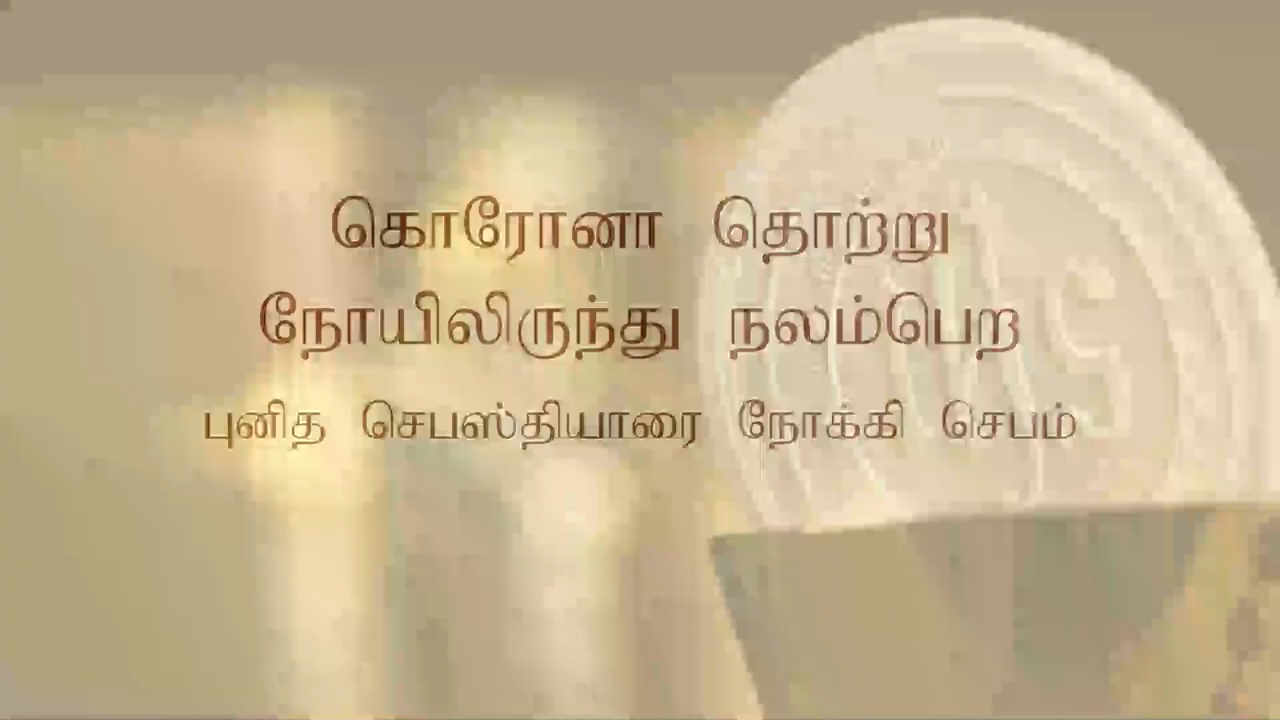 கொரோனா தொற்று
நோயிலிருந்து நலம்பெற
புனித செபஸ்தியாரை நோக்கி செபம்